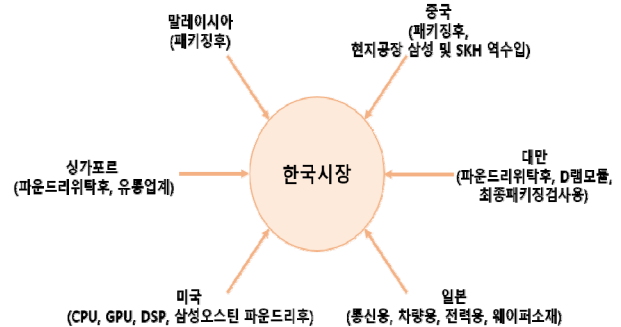 말레이시아
(패키징후)
중국
(패키징후,
현지공장 삼성 및 SKH 역수입)
싱가포르
(파운드리위탁후, 유통업계)
한국시장
대만
(파운드리위탁후, D램모듈,
최종패키징검사용)
미국
(CPU, GPU, DSP, 삼성오스틴 파운드리후)
일본
(통신용, 차량용, 전력용, 웨이퍼소재)